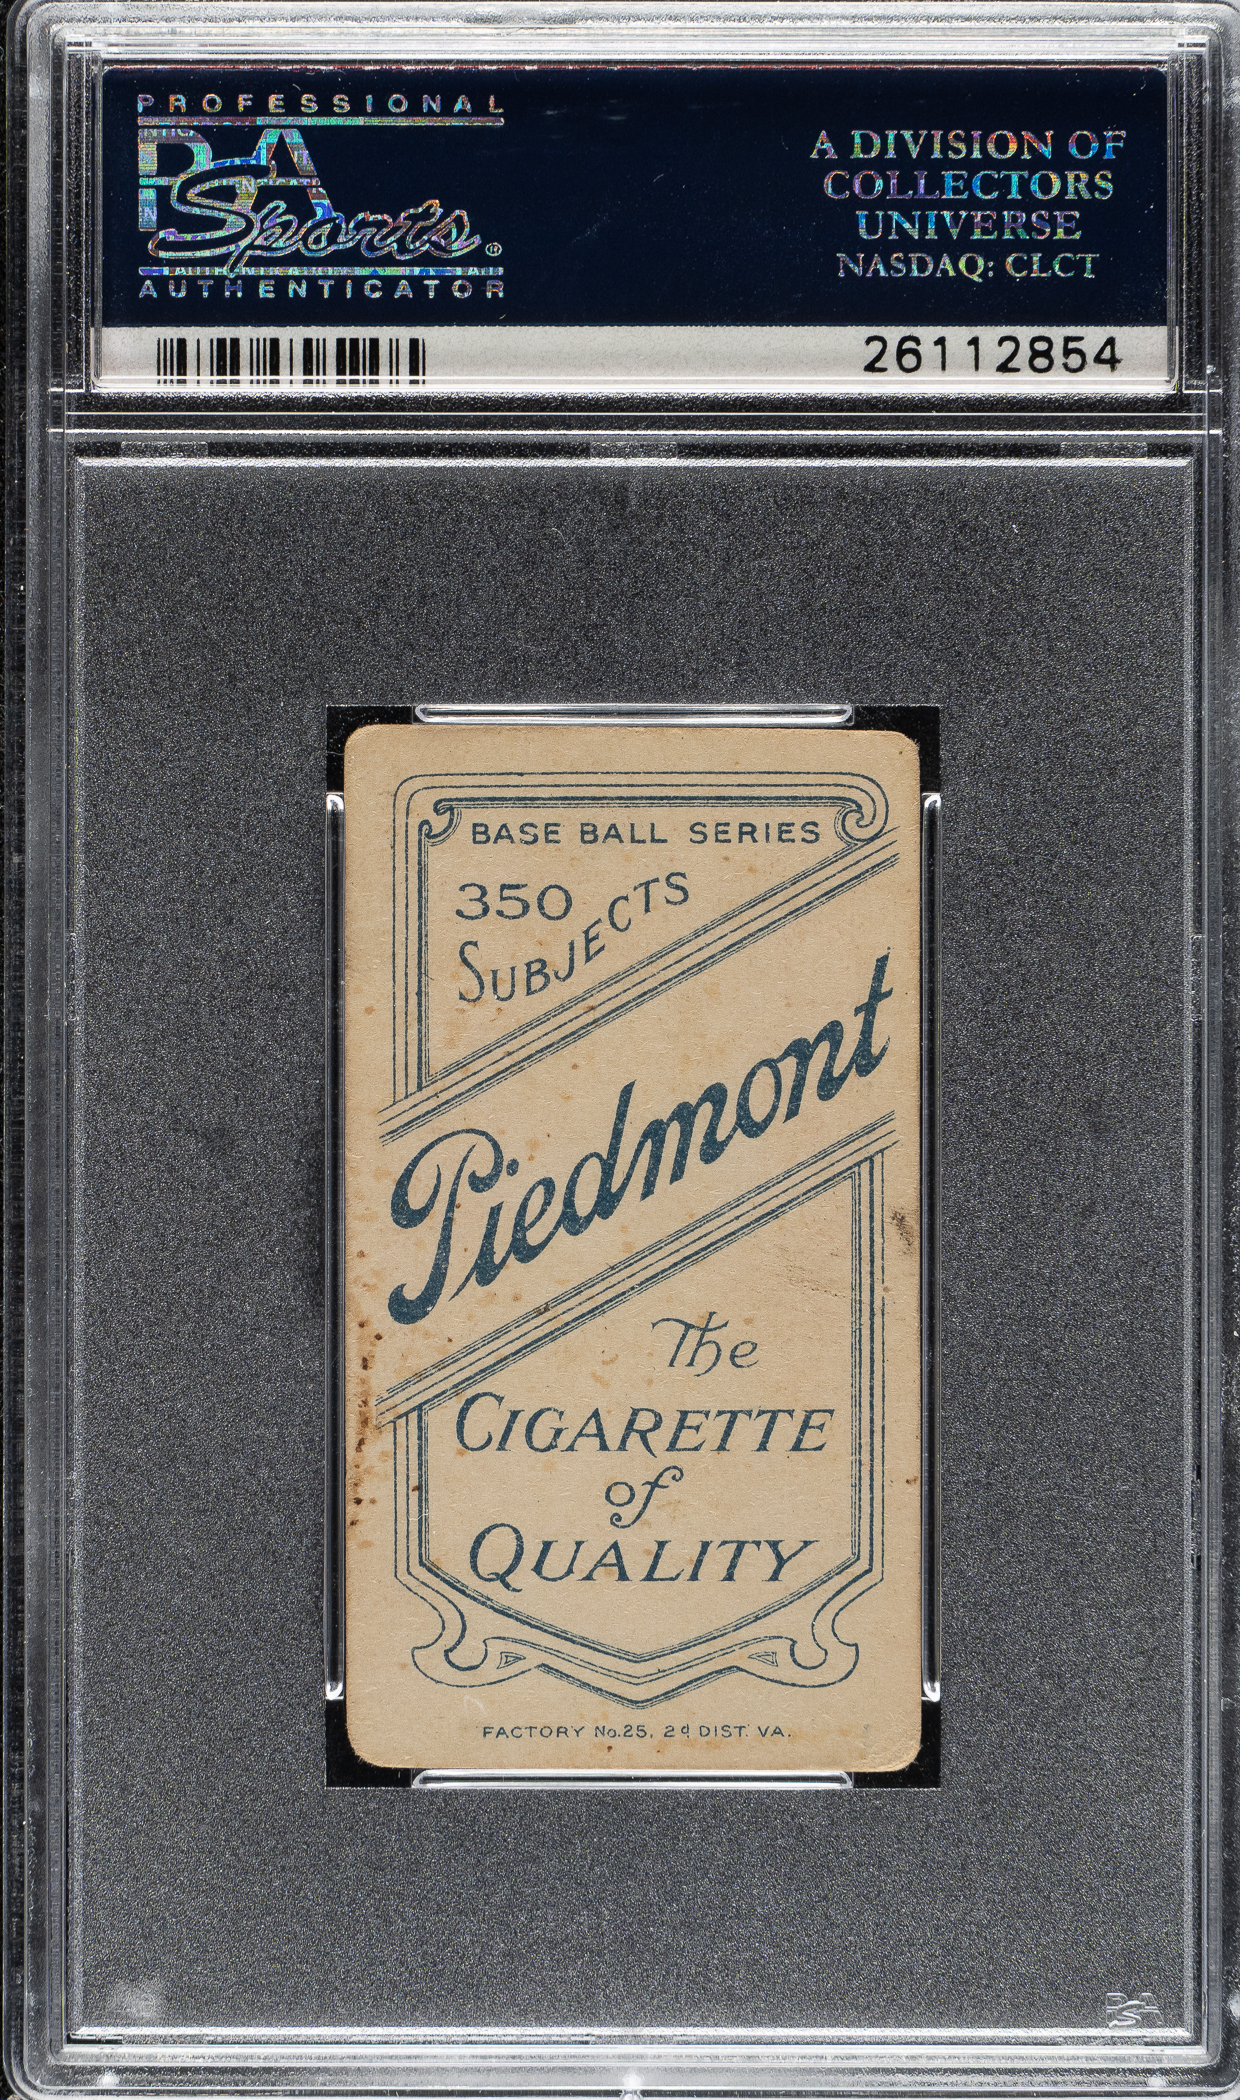 PROFESSIONAL
PSA
Sports®
AUTHENTICATOR
A DIVISION OF
COLLECTORS
UNIVERSE
NASDAQ: CLCT
26112854
BASE BALL SERIES
350
SUBJECTS
Piedmont
The
CIGARETTE
of
QUALITY
FACTORY No. 25, 2d DIST. VA.
PSA